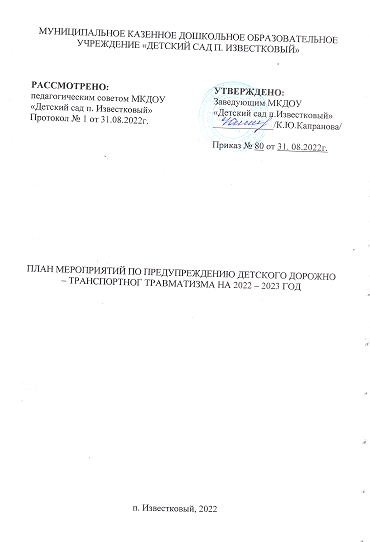 МУНИЦИПАЛЬНОЕ КАЗЕННОЕ ДОШКОЛЬНОЕ ОБРАЗОВАТЕЛЬНОЕ
УЧРЕЖДЕНИЕ «ДЕТСКИЙ САД П. ИЗВЕСТКОВЫЙ»
РАССМОТРЕНО:
педагогическим советом МКДОУ
«Детский сад п. Известковый»
Протокол № 1 от 31.08.2022г.
УТВЕРЖДЕНО:
Заведующим МКДОУ
«Детский сад п.Известковый»
/К.Ю.Капранова/
Приказ № 80 от 31. 08.2022г.
ПЛАН МЕРОПРИЯТИЙ ПО ПРЕДУПРЕЖДЕНИЮ ДЕТСКОГО ДОРОЖНО
– ТРАНСПОРТНОГ ТРАВМАТИЗМА НА 2022 – 2023 ГОД
п. Известковый, 2022